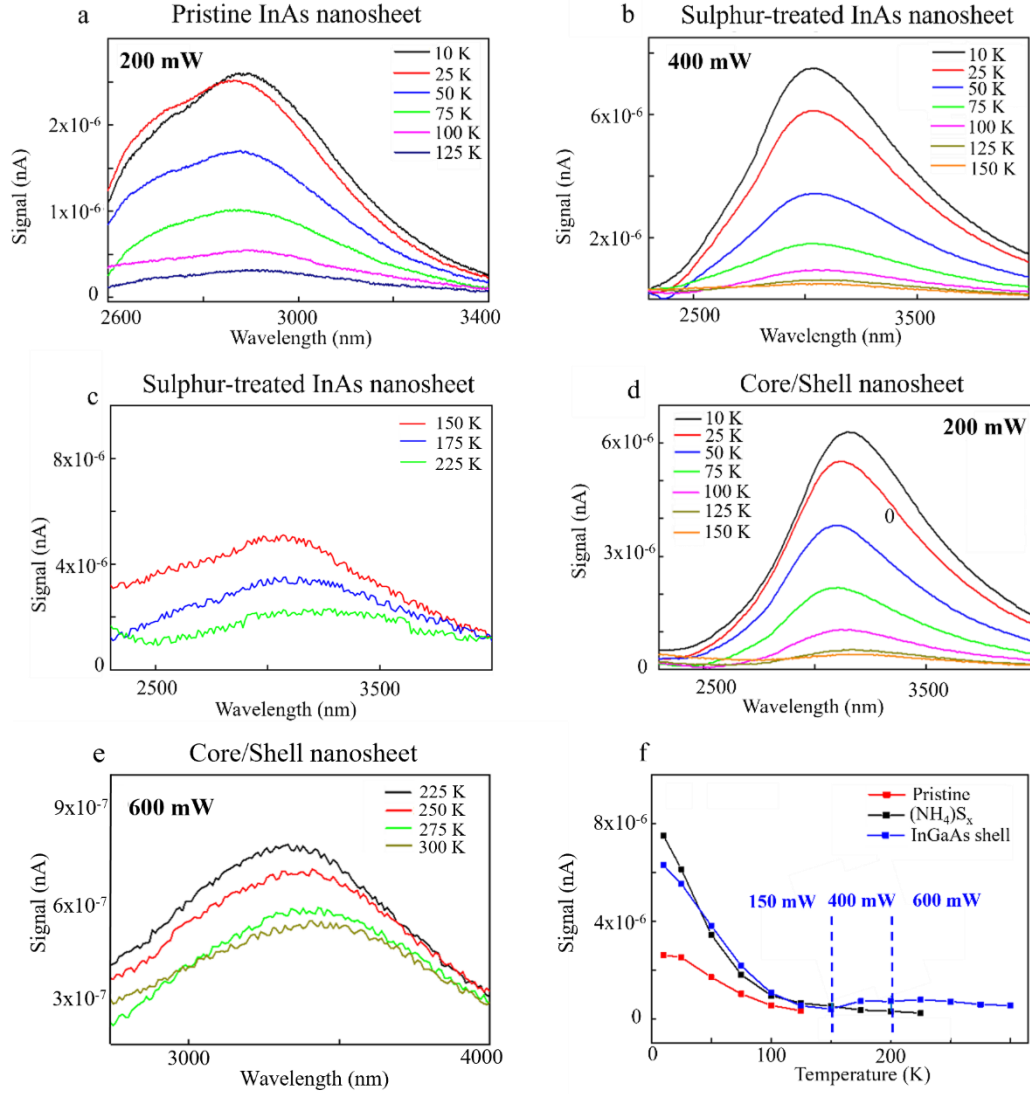 a
Pristine InAs nanosheet
200 mW
10 K
25 K
50 K
75 K
100 K
125 K
2x10⁻⁶
1x10⁻⁶
0
Signal (nA)
2600 3000 3400
Wavelength (nm)
b
Sulphur-treated InAs nanosheet
400 mW
10 K
25 K
50 K
75 K
100 K
125 K
150 K
6x10⁻⁶
2x10⁻⁶
Signal (nA)
2500 3500
Wavelength (nm)
c
Sulphur-treated InAs nanosheet
150 K
175 K
225 K
8x10⁻⁶
4x10⁻⁶
0
Signal (nA)
2500 3500
Wavelength (nm)
d
Core/Shell nanosheet
200 mW
10 K
25 K
50 K
75 K
100 K
125 K
150 K
0
6x10⁻⁶
3x10⁻⁶
0
Signal (nA)
2500 3500
Wavelength (nm)
e
Core/Shell nanosheet
600 mW
225 K
250 K
275 K
300 K
9x10⁻⁷
6x10⁻⁷
3x10⁻⁷
Signal (nA)
3000 4000
Wavelength (nm)
f
Pristine
(NH₄)Sₓ
InGaAs shell
150 mW 400 mW 600 mW
8x10⁻⁶
4x10⁻⁶
0
Signal (nA)
0 100 200
Temperature (K)